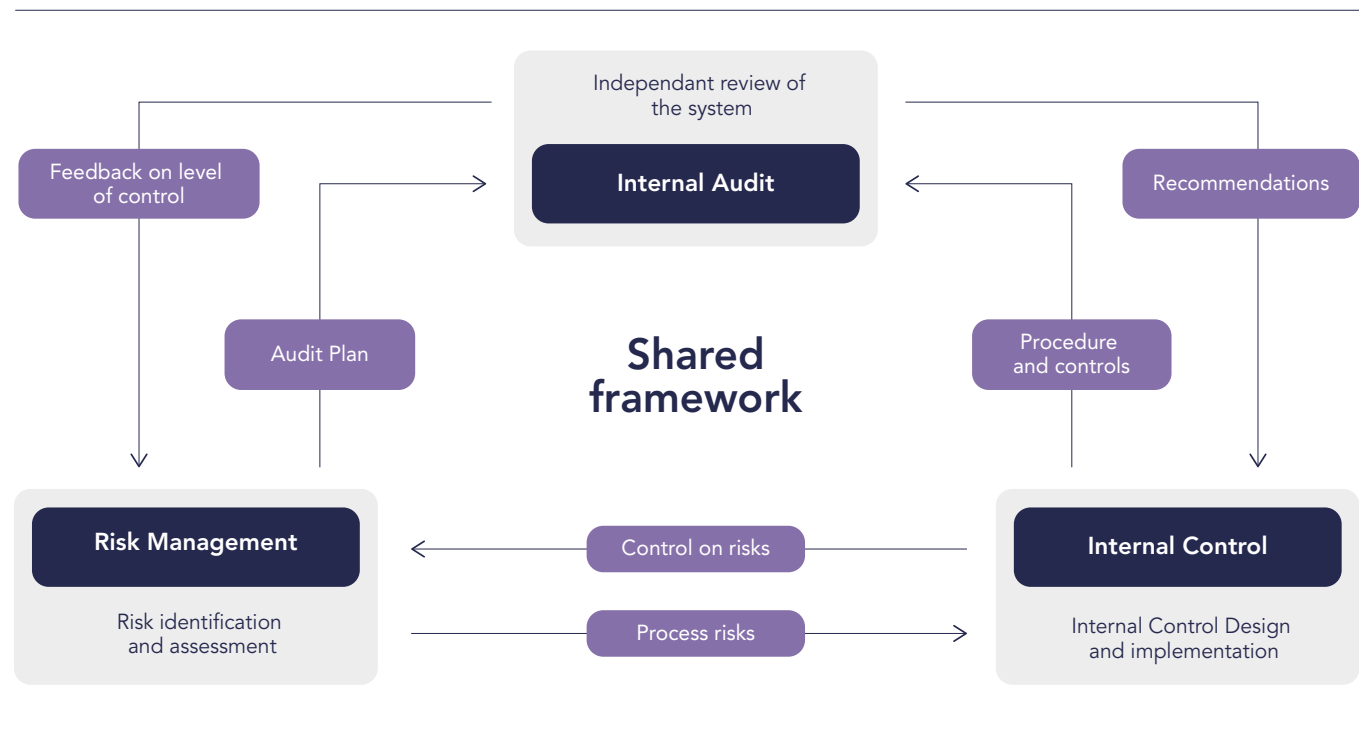 Independant review of
the system
Internal Audit
Feedback on level
of control
Recommendations
Audit Plan
Shared
framework
Procedure
and controls
Risk Management
Risk identification
and assessment
Control on risks
Process risks
Internal Control
Internal Control Design
and implementation